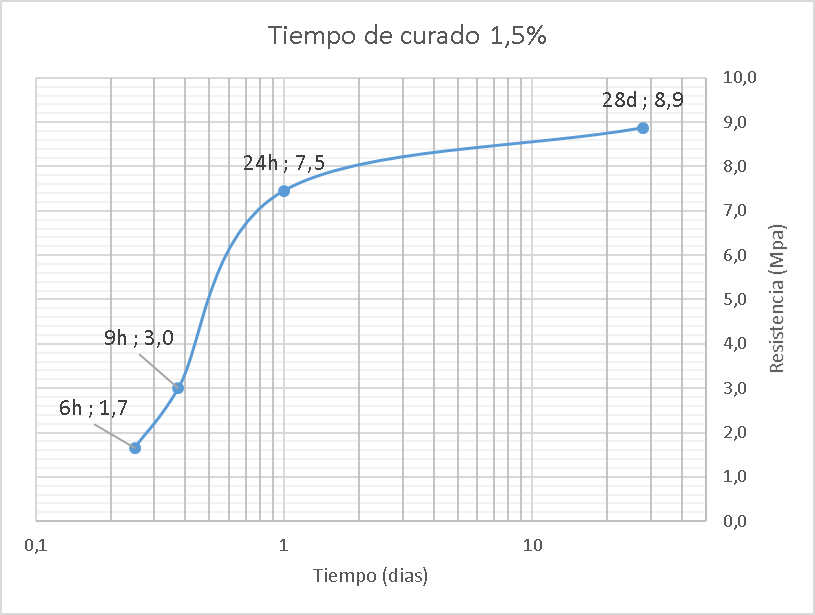 Tiempo de curado 1,5%
10,0
28d ; 8,9
9,0
24h ; 7,5
8,0
7,0
6,0
5,0
9h ; 3,0
4,0
3,0
6h ; 1,7
2,0
1,0
0,0
Resistencia (Mpa)
0,1
1
10
Tiempo (dias)